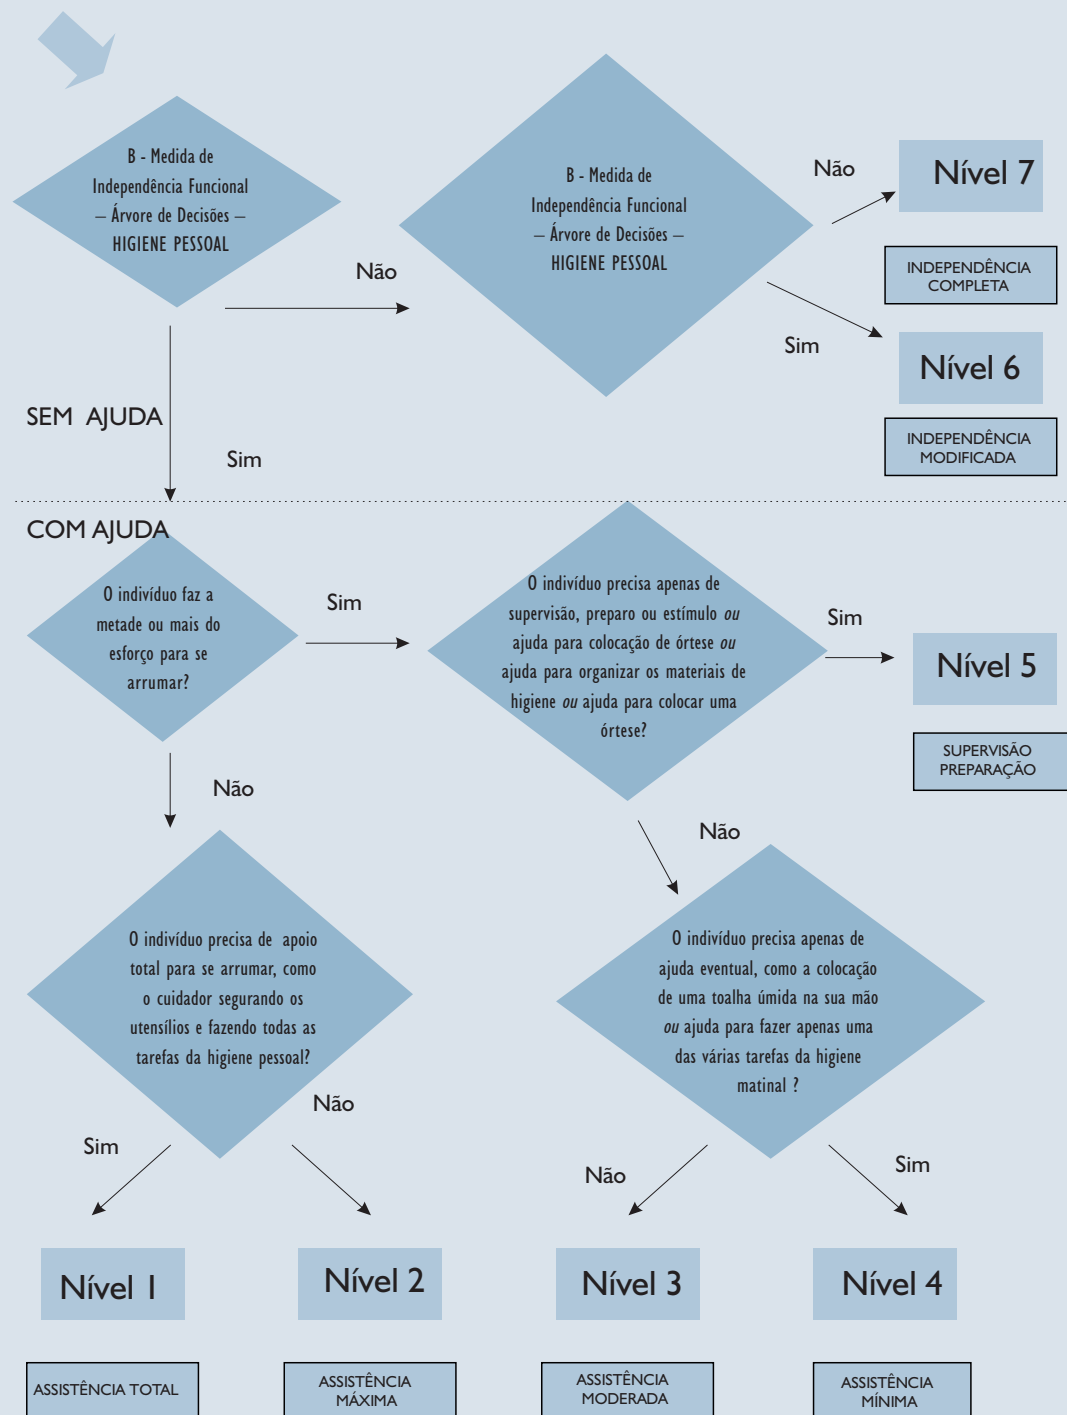 B - Medida de
Independência Funcional
– Árvore de Decisões –
HIGIENE PESSOAL
Não
B - Medida de
Independência Funcional
– Árvore de Decisões –
HIGIENE PESSOAL
Não
Nível 7
INDEPENDÊNCIA
COMPLETA
Sim
Nível 6
INDEPENDÊNCIA
MODIFICADA
SEM AJUDA
Sim
COM AJUDA
O indivíduo faz a
metade ou mais do
esforço para se
arrumar?
Sim
O indivíduo precisa apenas de
supervisão, preparo ou estímulo ou
ajuda para colocação de órtese ou
ajuda para organizar os materiais de
higiene ou ajuda para colocar uma
órtese?
Sim
Nível 5
SUPERVISÃO
PREPARAÇÃO
Não
Não
O indivíduo precisa de apoio
total para se arrumar, como
o cuidador segurando os
utensílios e fazendo todas as
tarefas da higiene pessoal?
O indivíduo precisa apenas de
ajuda eventual, como a colocação
de uma toalha úmida na sua mão
ou ajuda para fazer apenas uma
das várias tarefas da higiene
matinal ?
Sim
Não
Não
Sim
Nível 1
Nível 2
Nível 3
Nível 4
ASSISTÊNCIA TOTAL
ASSISTÊNCIA
MÁXIMA
ASSISTÊNCIA
MODERADA
ASSISTÊNCIA
MÍNIMA